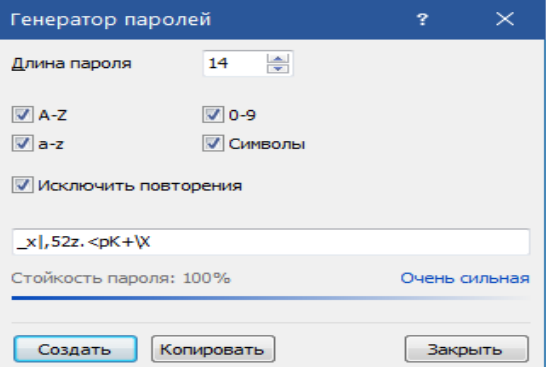 Генератор паролей ?
Длина пароля 14
A-Z 0-9
a-z Символы
Исключить повторения
_x|,52z.<pK+\X
Стойкость пароля: 100% Очень сильная
Создать Копировать Закрыть